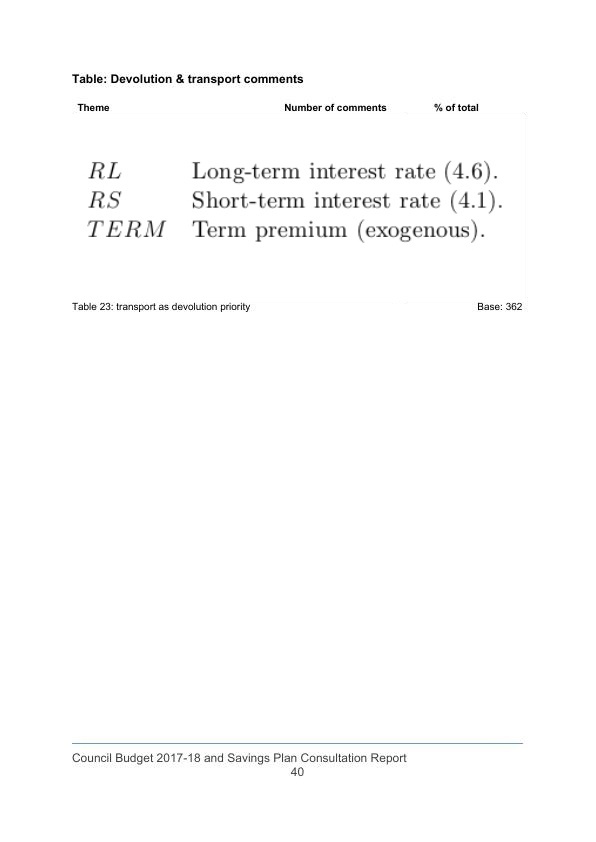 Table: Devolution & transport comments
Theme Number of comments % of total
RL Long-term interest rate (4.6).
RS Short-term interest rate (4.1).
TERM Term premium (exogenous).
Table 23: transport as devolution priority Base: 362
Council Budget 2017-18 and Savings Plan Consultation Report
40